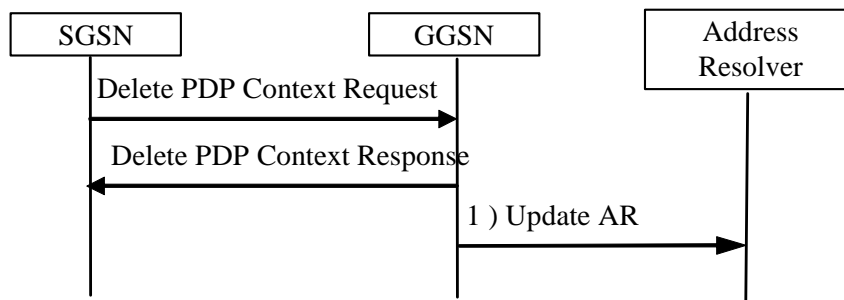 SGSN
GGSN
Address
Resolver
Delete PDP Context Request
Delete PDP Context Response
1 ) Update AR